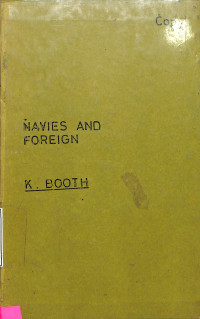 NAVIES AND
FOREIGN
K. BOOTH